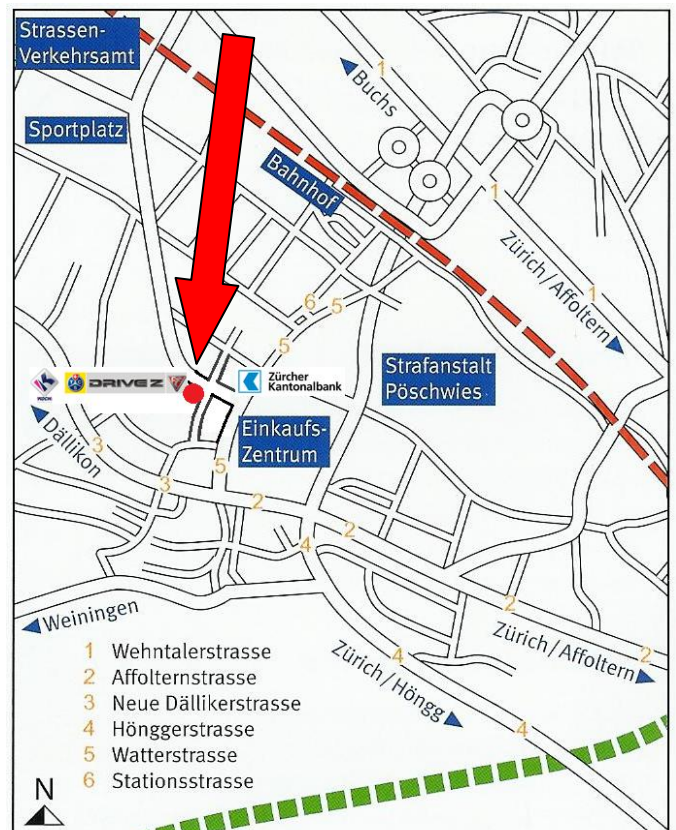 Strassen-
Verkehrsamt
Sportplatz
1
Buchs
Bahnhof
1
Zürich/Affoltern
1
6
5
5
DRIVE Z
Zürcher
Kantonalbank
Strafanstalt
Pöschwies
Einkaufs-
Zentrum
Dällikon
3
3
5
2
2
4
2
Zürich/Affoltern
2
Weiningen
Zürich/Höngg
4
4
1 Wehntalerstrasse
2 Affolternstrasse
3 Neue Dällikerstrasse
4 Hönggerstrasse
5 Watterstrasse
6 Stationsstrasse
N